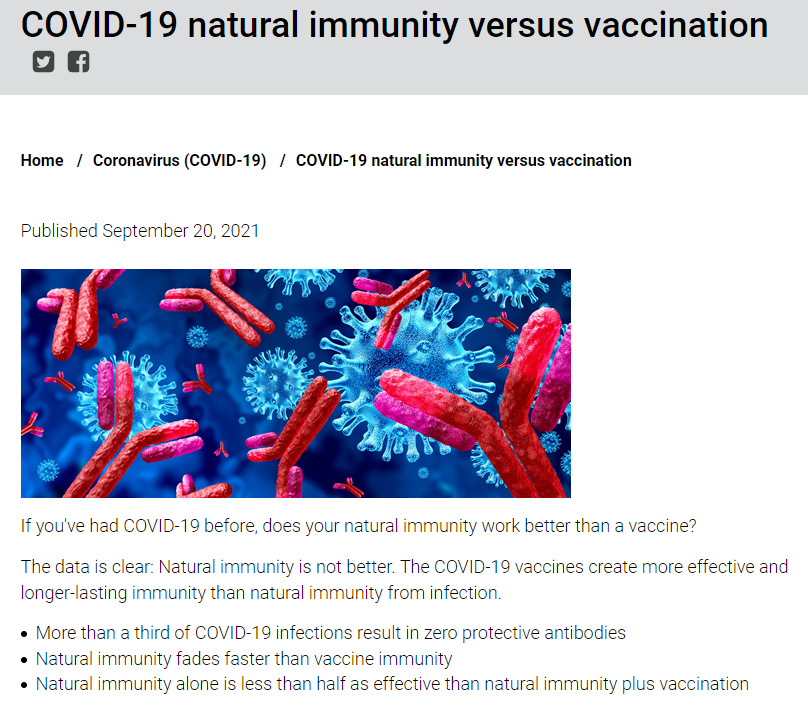 COVID-19 natural immunity versus vaccination
Home / Coronavirus (COVID-19) / COVID-19 natural immunity versus vaccination
Published September 20, 2021
If you've had COVID-19 before, does your natural immunity work better than a vaccine?
The data is clear: Natural immunity is not better. The COVID-19 vaccines create more effective and
longer-lasting immunity than natural immunity from infection.
• More than a third of COVID-19 infections result in zero protective antibodies
• Natural immunity fades faster than vaccine immunity
• Natural immunity alone is less than half as effective than natural immunity plus vaccination